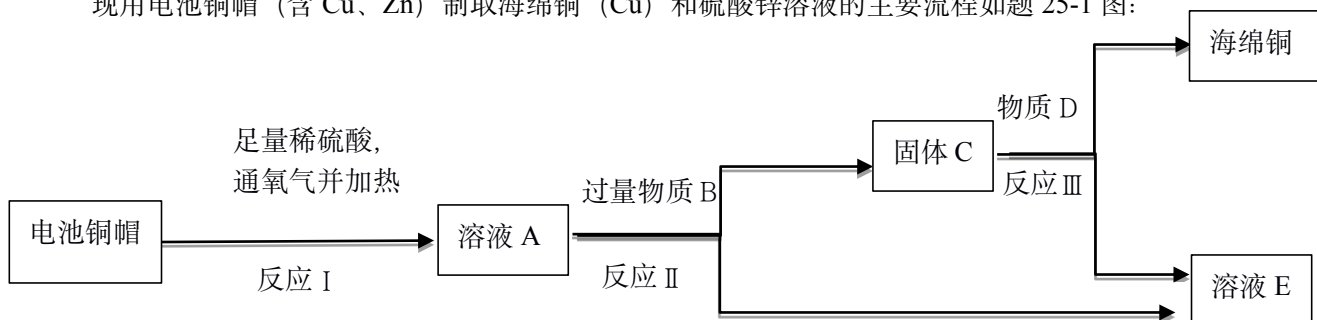 现用电池铜帽（含 Cu、Zn）制取海绵铜（Cu）和硫酸锌溶液的主要流程如题 25-1 图：
海绵铜
物质 D
足量稀硫酸,
通氧气并加热
固体 C
过量物质 B
反应Ⅲ
电池铜帽
溶液 A
反应Ⅰ
反应Ⅱ
溶液 E